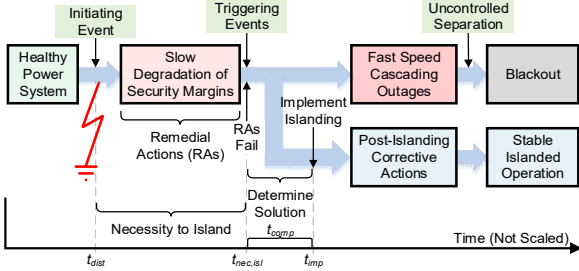 Initiating
Event
Triggering
Events
Uncontrolled
Separation
Healthy
Power
System
Slow
Degradation of
Security Margins
Fast Speed
Cascading
Outages
Blackout
Remedial
Actions (RAs)
RAs
Fail
Implement
Islanding
Post-Islanding
Corrective
Actions
Stable
Islanded
Operation
Determine
Solution
Necessity to Island
t_comp
Time (Not Scaled)
t_dist
t_nec,isl
t_imp